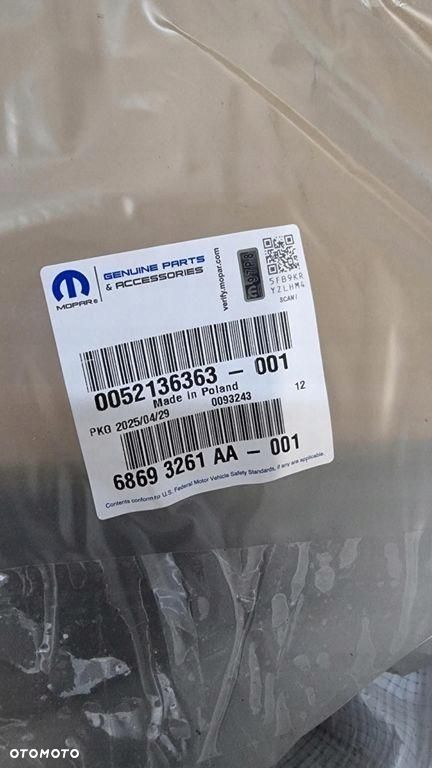 MOPAR®
GENUINE PARTS
& ACCESSORIES
verify.mopar.com
5FB9KR
YZLHM4
SCAN!
0052136363 - 001
Made in Poland
PKG 2025/04/29 0093243 12
6869 3261 AA - 001
Contents conform to U.S. Federal Motor Vehicle Safety Standards, if any are applicable.
OTOMOTO